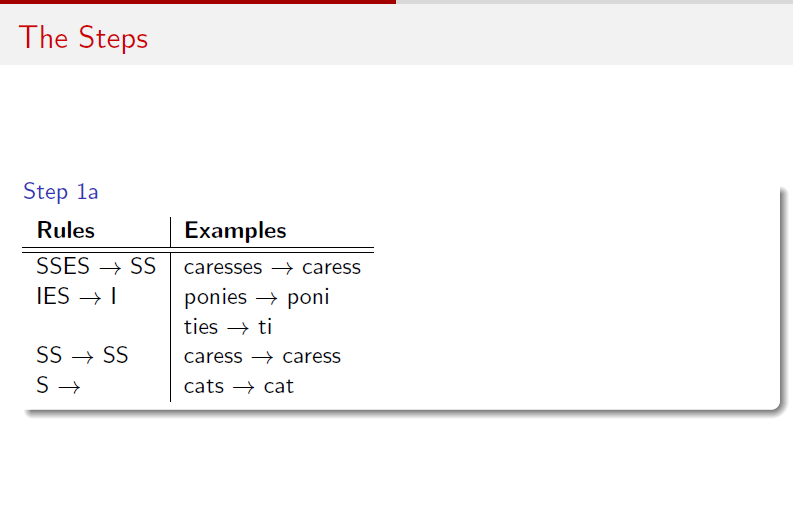 The Steps
Step 1a
Rules Examples
SSES → SS caresses → caress
IES → I ponies → poni
ties → ti
SS → SS caress → caress
S → cats → cat